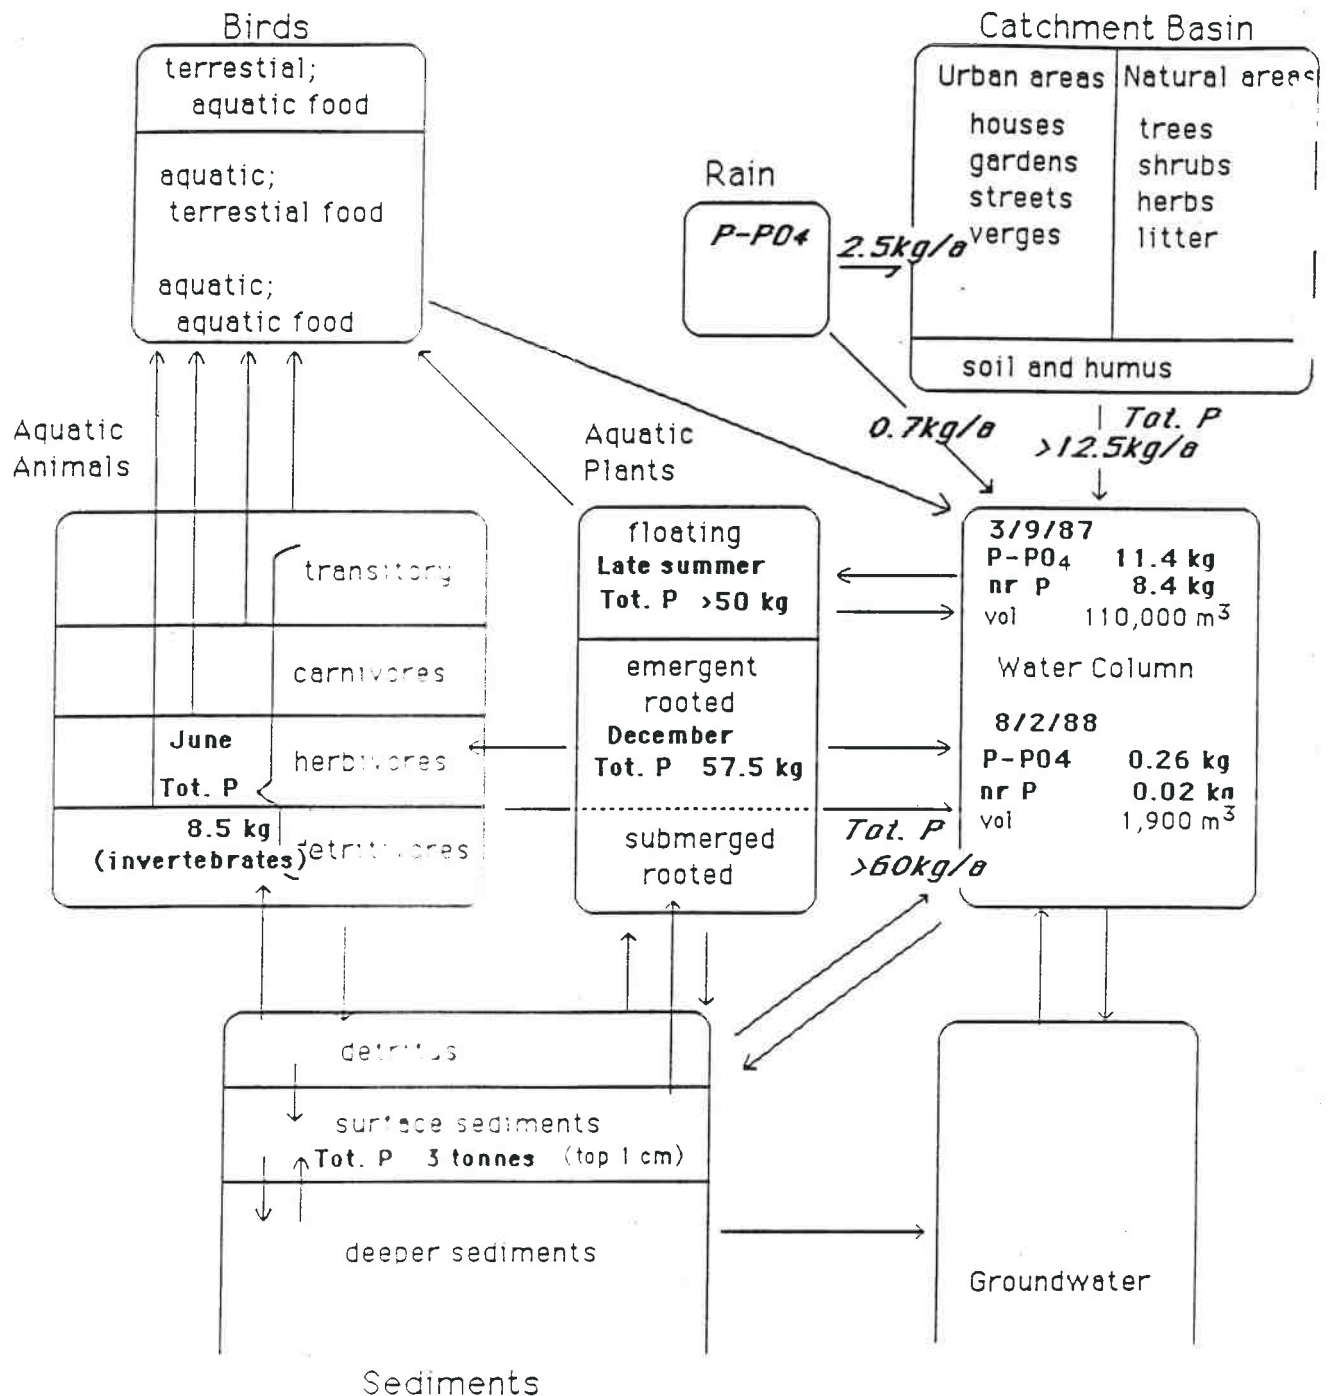 Birds
terrestial;
aquatic food
aquatic;
terrestial food
aquatic;
aquatic food
Catchment Basin
Urban areas
houses
gardens
streets
verges
Natural areas
trees
shrubs
herbs
litter
soil and humus
Rain
P-PO4
2.5kg/a
0.7kg/a
Tot. P
>12.5kg/a
Aquatic
Animals
transitory
carnivores
June
herbivores
Tot. P
8.5 kg
(invertebrates)
detritivores
Aquatic
Plants
floating
Late summer
Tot. P >50 kg
emergent
rooted
December
Tot. P 57.5 kg
submerged
rooted
Tot. P
>60kg/a
3/9/87
P-PO4 11.4 kg
nr P 8.4 kg
vol 110,000 m³
Water Column
8/2/88
P-PO4 0.26 kg
nr P 0.02 kg
vol 1,900 m³
detritus
surface sediments
Tot. P 3 tonnes (top 1 cm)
deeper sediments
Groundwater
Sediments